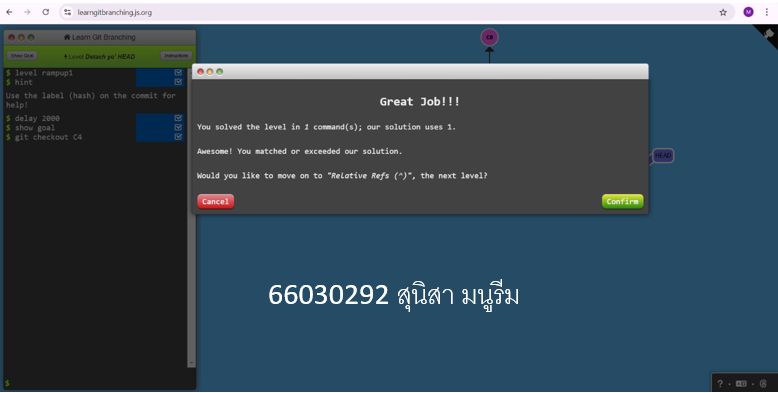 learngitbranching.js.org
M
Learn Git Branching
Show Goal
Level Detach yo' HEAD
Instructions
$ level rampup1
$ hint
Use the label (hash) on the commit for
help!
$ delay 2000
$ show goal
$ git checkout C4
$
C0
HEAD
Great Job!!!
You solved the level in 1 command(s); our solution uses 1.
Awesome! You matched or exceeded our solution.
Would you like to move on to "Relative Refs (^)", the next level?
Cancel
Confirm
66030292 สุนิสา มนูรีม
?